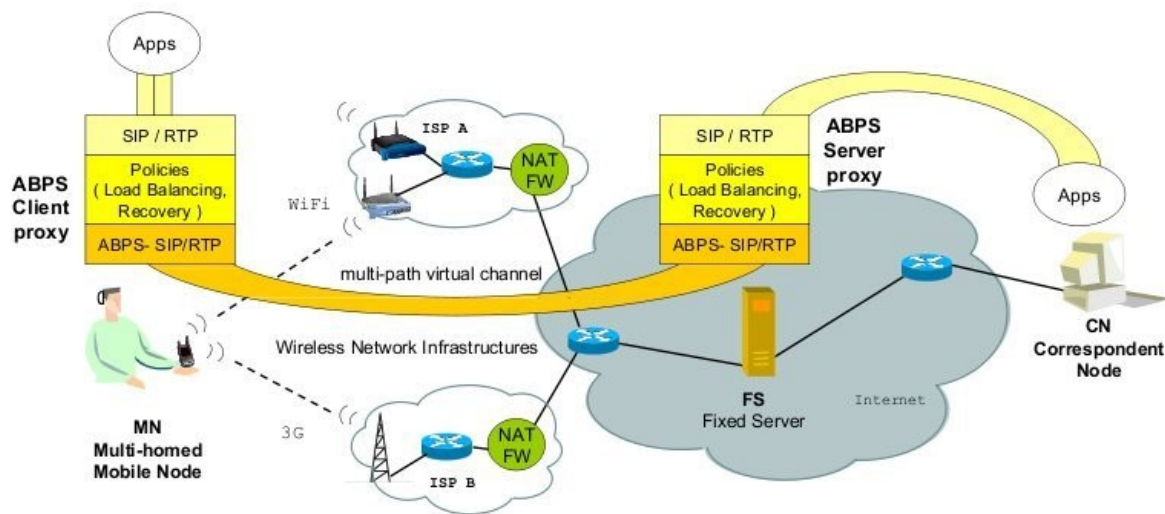 Apps
SIP / RTP
Policies
( Load Balancing,
Recovery )
ABPS- SIP/RTP
ABPS
Client
proxy
WiFi
ISP A
NAT
FW
multi-path virtual channel
Wireless Network Infrastructures
MN
Multi-homed
Mobile Node
3G
ISP B
NAT
FW
SIP / RTP
Policies
( Load Balancing,
Recovery )
ABPS- SIP/RTP
ABPS
Server
proxy
Apps
FS
Fixed Server
Internet
CN
Correspondent
Node